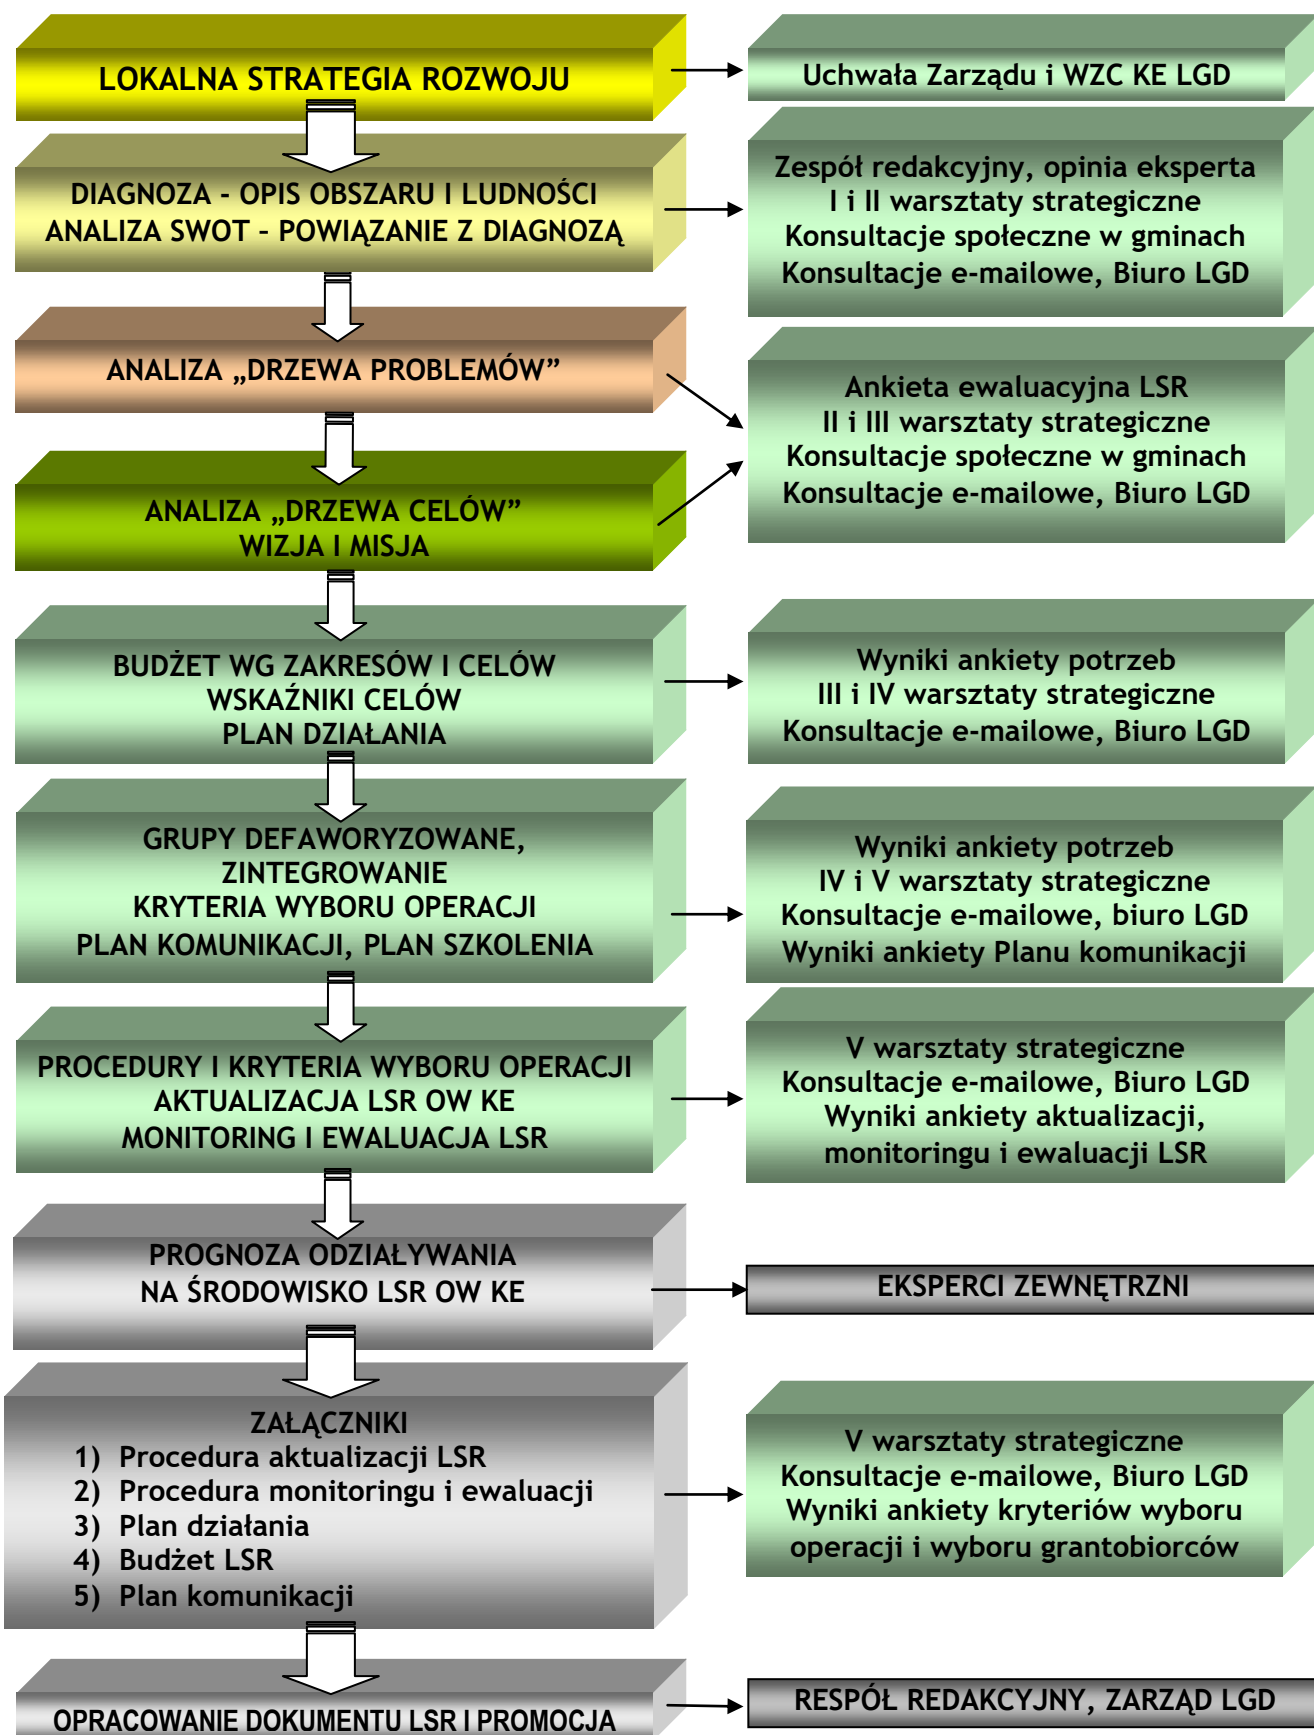 LOKALNA STRATEGIA ROZWOJU
Uchwała Zarządu i WZC KE LGD
DIAGNOZA - OPIS OBSZARU I LUDNOŚCI
ANALIZA SWOT – POWIĄZANIE Z DIAGNOZĄ
Zespół redakcyjny, opinia eksperta
I i II warsztaty strategiczne
Konsultacje społeczne w gminach
Konsultacje e-mailowe, Biuro LGD
ANALIZA „DRZEWA PROBLEMÓW”
Ankieta ewaluacyjna LSR
II i III warsztaty strategiczne
Konsultacje społeczne w gminach
Konsultacje e-mailowe, Biuro LGD
ANALIZA „DRZEWA CELÓW”
WIZJA I MISJA
BUDŻET WG ZAKRESÓW I CELÓW
WSKAŹNIKI CELÓW
PLAN DZIAŁANIA
Wyniki ankiety potrzeb
III i IV warsztaty strategiczne
Konsultacje e-mailowe, Biuro LGD
GRUPY DEFAWORYZOWANE,
ZINTEGROWANIE
KRYTERIA WYBORU OPERACJI
PLAN KOMUNIKACJI, PLAN SZKOLENIA
Wyniki ankiety potrzeb
IV i V warsztaty strategiczne
Konsultacje e-mailowe, biuro LGD
Wyniki ankiety Planu komunikacji
PROCEDURY I KRYTERIA WYBORU OPERACJI
AKTUALIZACJA LSR OW KE
MONITORING I EWALUACJA LSR
V warsztaty strategiczne
Konsultacje e-mailowe, Biuro LGD
Wyniki ankiety aktualizacji,
monitoringu i ewaluacji LSR
PROGNOZA ODZIAŁYWANIA
NA ŚRODOWISKO LSR OW KE
EKSPERCI ZEWNĘTRZNI
ZAŁĄCZNIKI
1) Procedura aktualizacji LSR
2) Procedura monitoringu i ewaluacji
3) Plan działania
4) Budżet LSR
5) Plan komunikacji
V warsztaty strategiczne
Konsultacje e-mailowe, Biuro LGD
Wyniki ankiety kryteriów wyboru
operacji i wyboru grantobiorców
OPRACOWANIE DOKUMENTU LSR I PROMOCJA
RESPÓŁ REDAKCYJNY, ZARZĄD LGD